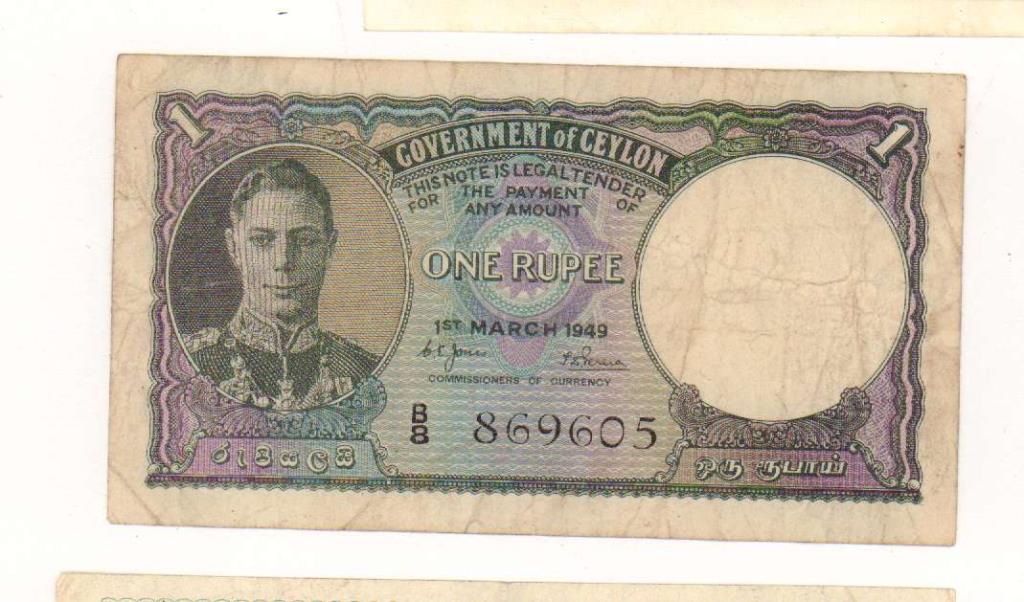 1
1
GOVERNMENT of CEYLON
THIS NOTE IS LEGAL TENDER
FOR THE PAYMENT OF
ANY AMOUNT
ONE RUPEE
1ST MARCH 1949
COMMISSIONERS OF CURRENCY
B/8 869605
රුපියලයි
ஒரு ரூபாய்